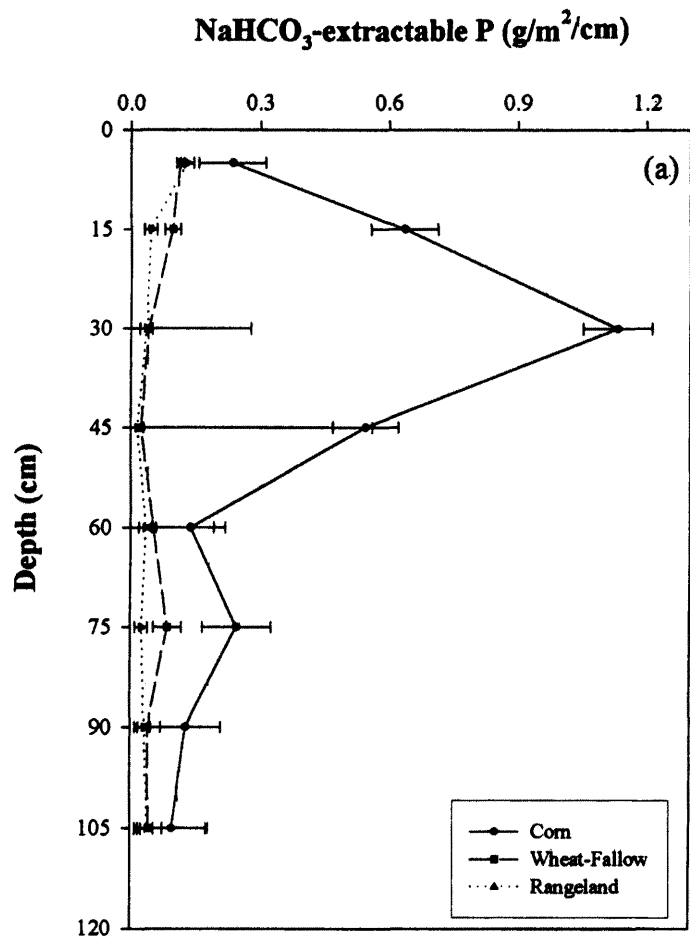 NaHCO₃-extractable P (g/m²/cm)
0.0 0.3 0.6 0.9 1.2
(a)
0
15
30
45
60
75
90
105
120
Depth (cm)
Corn
Wheat-Fallow
Rangeland